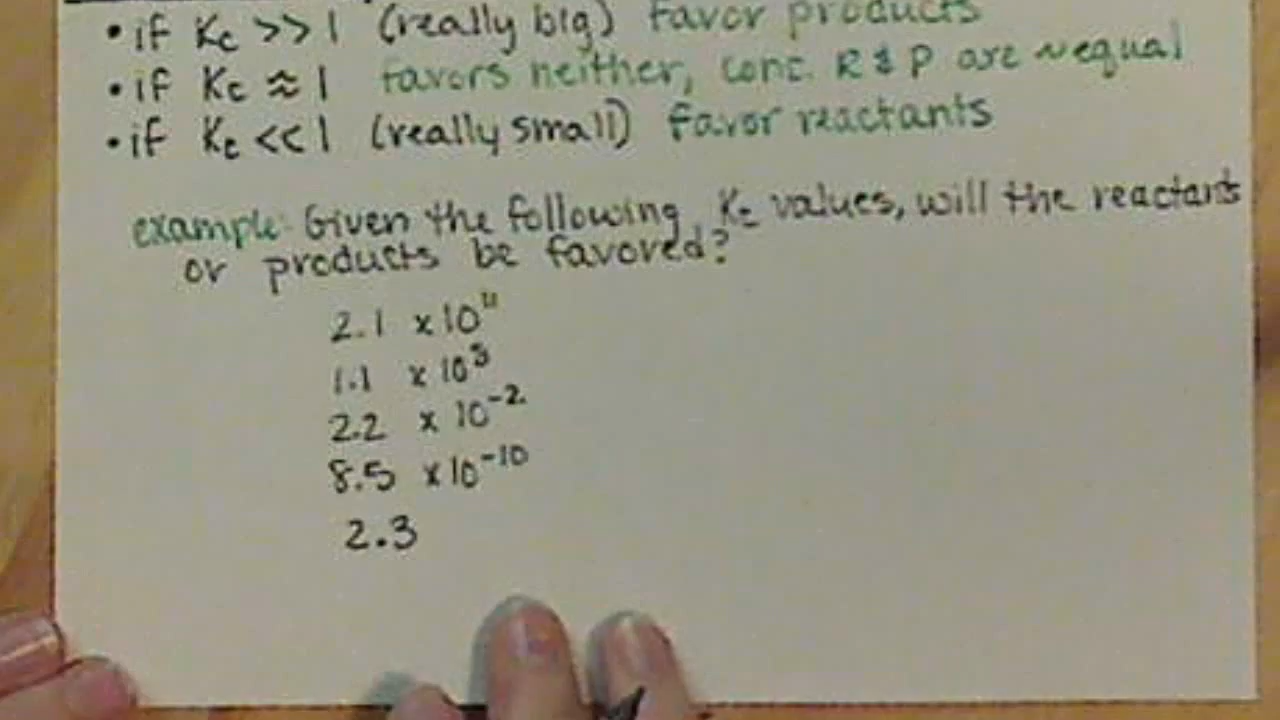 • if Kc >> 1 (really big) favor products
• if Kc ≈ 1 favors neither, conc. R & P are ~equal
• if Kc << 1 (really small) favor reactants
example: Given the following Kc values, will the reactants
or products be favored?
2.1 x 10¹¹
1.1 x 10³
2.2 x 10⁻²
8.5 x 10⁻¹⁰
2.3